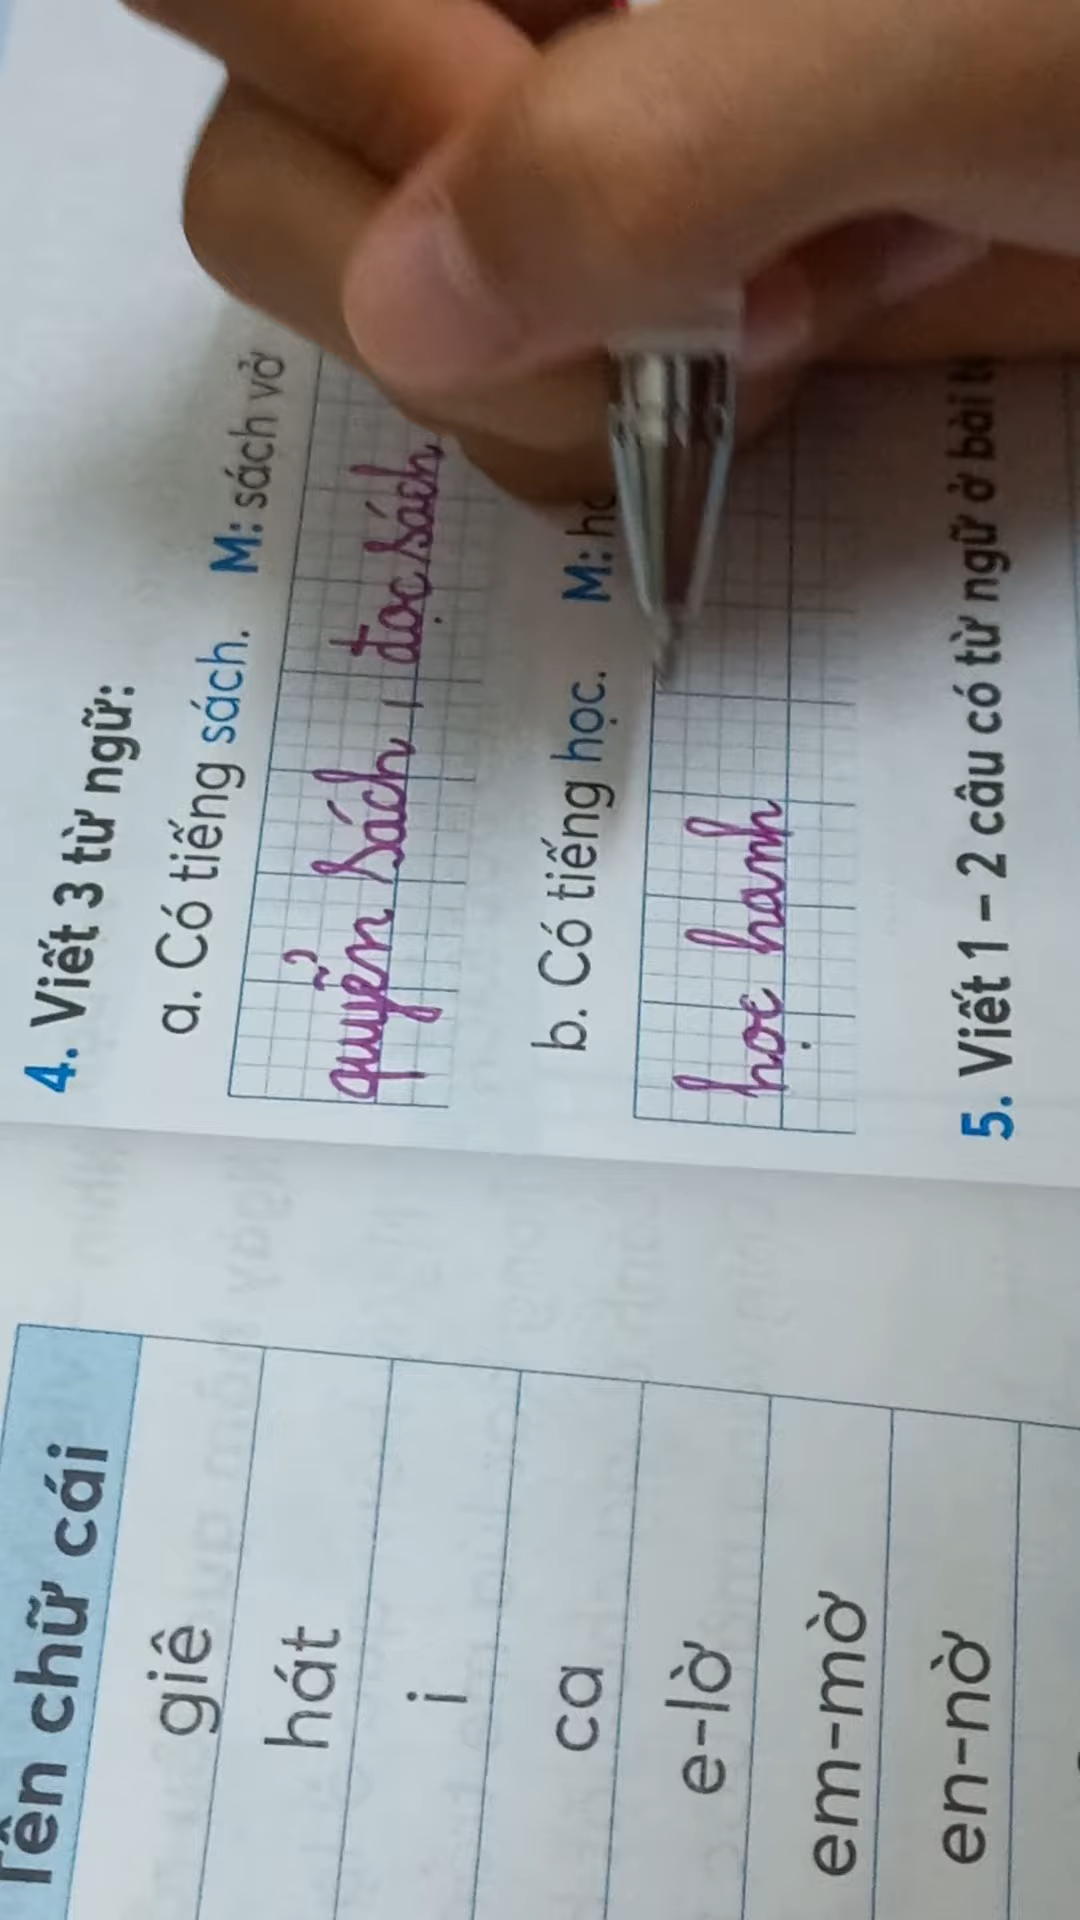 Tên chữ cái
giê
hát
i
ca
e-lờ
em-mờ
en-nờ
4. Viết 3 từ ngữ:
a. Có tiếng sách. M: sách vở
quyển sách, đọc sách
b. Có tiếng học. M:
học hanh
5. Viết 1 - 2 câu có từ ngữ ở bài